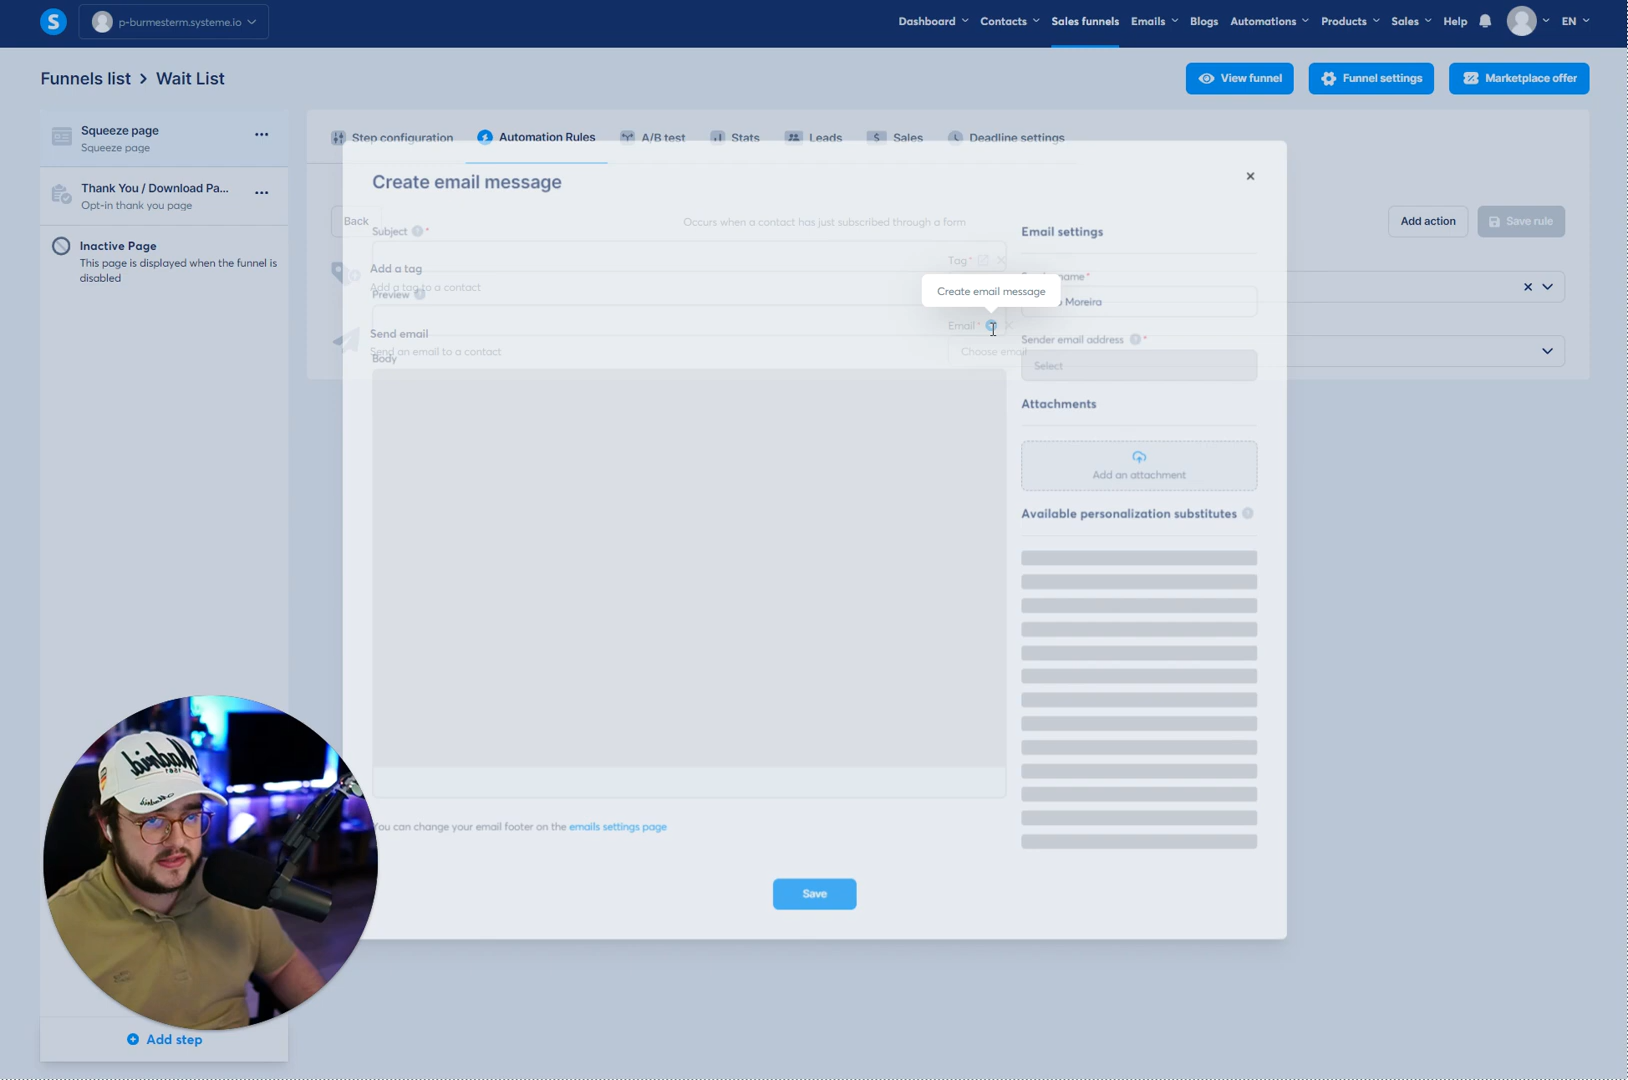 S
p-burmesterm.systeme.io
Dashboard
Contacts
Sales funnels
Emails
Blogs
Automations
Products
Sales
Help
EN
Funnels list > Wait List
View funnel
Funnel settings
Marketplace offer
Squeeze page
Squeeze page
Thank You / Download Pa...
Opt-in thank you page
Inactive Page
This page is displayed when the funnel is
disabled
Add step
Step configuration
Automation Rules
A/B test
Stats
Leads
Sales
Deadline settings
Back
Occurs when a contact has just subscribed through a form
Add action
Save rule
Add a tag
Add a tag to a contact
Tag *
Send email
Send an email to a contact
Email *
Choose email
Create email message
Create email message
×
Subject *
Preview
Body
Email settings
name *
Moreira
Sender email address *
Select
Attachments
Add an attachment
Available personalization substitutes
You can change your email footer on the emails settings page
Save